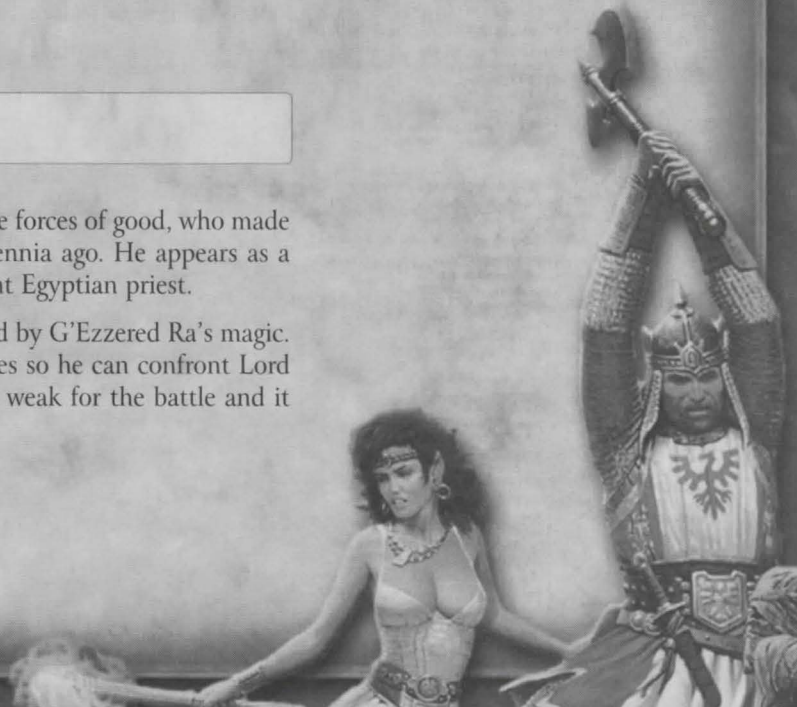 e forces of good, who made
ennia ago. He appears as a
nt Egyptian priest.
d by G'Ezzered Ra's magic.
es so he can confront Lord
weak for the battle and it